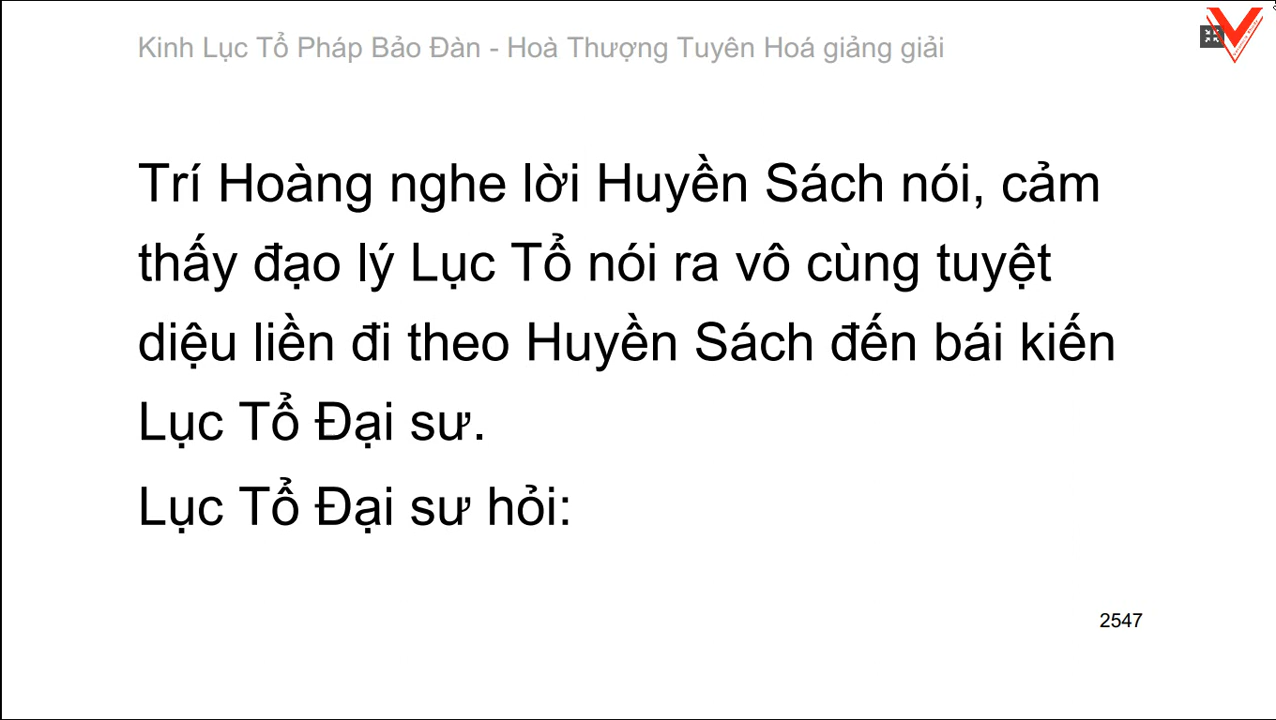 Kinh Lục Tổ Pháp Bảo Đàn - Hoà Thượng Tuyên Hoá giảng giải
Trí Hoàng nghe lời Huyền Sách nói, cảm
thấy đạo lý Lục Tổ nói ra vô cùng tuyệt
diệu liền đi theo Huyền Sách đến bái kiến
Lục Tổ Đại sư.
Lục Tổ Đại sư hỏi:
2547